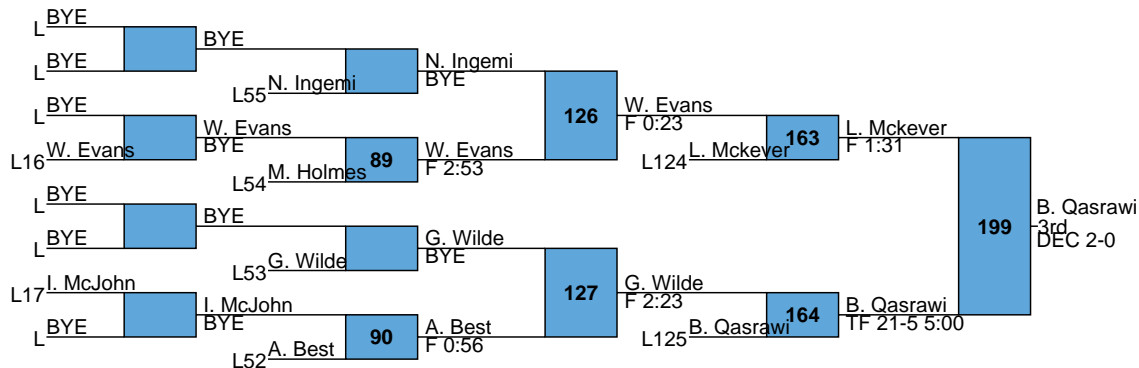 L BYE
BYE
L BYE
N. Ingemi
BYE
L55 N. Ingemi
126
W. Evans
F 0:23
L BYE
W. Evans
BYE
L16 W. Evans
89
W. Evans
F 2:53
L54 M. Holmes
163
L. Mckever
F 1:31
L124 L. Mckever
L BYE
BYE
L BYE
G. Wilde
BYE
L53 G. Wilde
199
B. Qasrawi
3rd
DEC 2-0
127
G. Wilde
F 2:23
L17 I. McJohn
I. McJohn
BYE
L BYE
90
A. Best
F 0:56
L52 A. Best
164
B. Qasrawi
TF 21-5 5:00
L125 B. Qasrawi